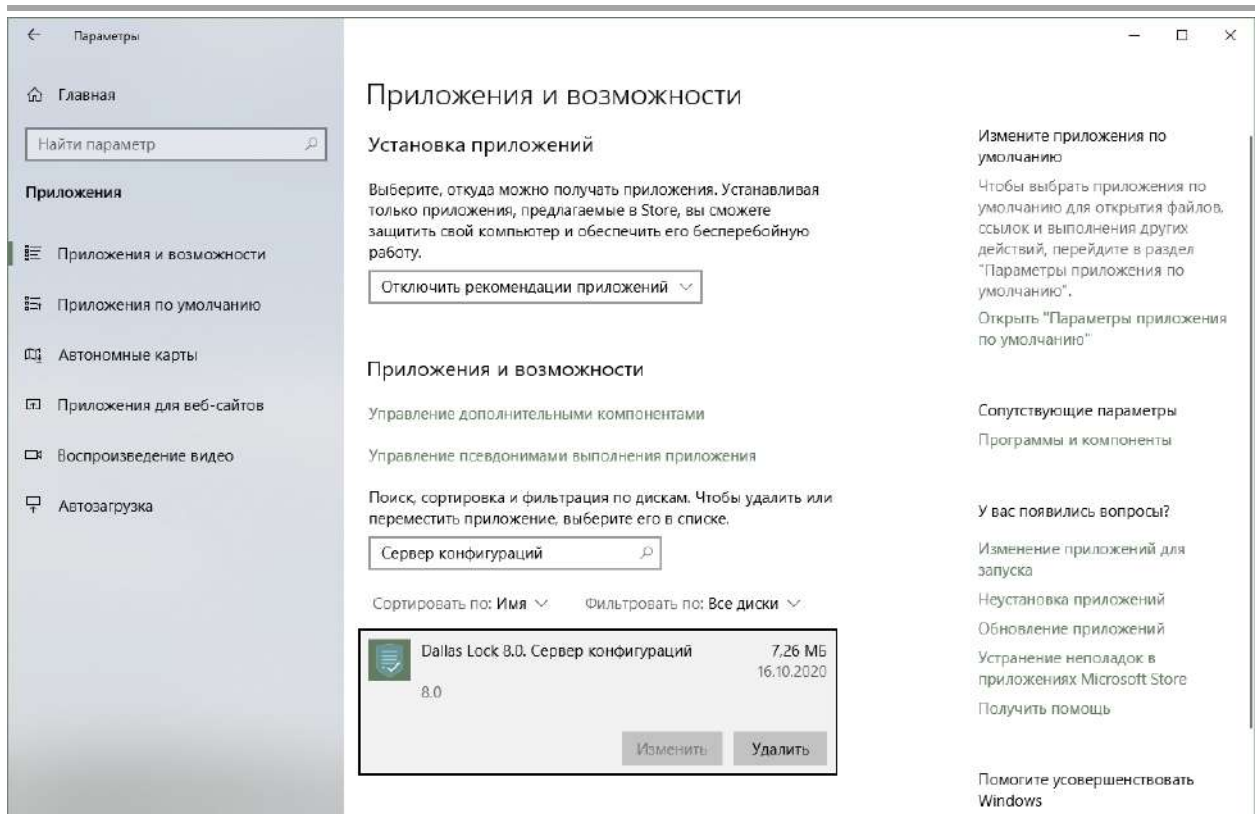 Параметры
Главная
Найти параметр
Приложения
Приложения и возможности
Приложения по умолчанию
Автономные карты
Приложения для веб-сайтов
Воспроизведение видео
Автозагрузка
Приложения и возможности
Установка приложений
Выберите, откуда можно получать приложения. Устанавливая
только приложения, предлагаемые в Store, вы сможете
защитить свой компьютер и обеспечить его бесперебойную
работу.
Отключить рекомендации приложений
Приложения и возможности
Управление дополнительными компонентами
Управление псевдонимами выполнения приложения
Поиск, сортировка и фильтрация по дискам. Чтобы удалить или
переместить приложение, выберите его в списке.
Сервер конфигураций
Сортировать по: Имя Фильтровать по: Все диски
Dallas Lock 8.0. Сервер конфигураций 7,26 МБ
16.10.2020
8.0
Изменить Удалить
Измените приложения по
умолчанию
Чтобы выбрать приложения по
умолчанию для открытия файлов,
ссылок и выполнения других
действий, перейдите в раздел
"Параметры приложения по
умолчанию".
Открыть "Параметры приложения
по умолчанию"
Сопутствующие параметры
Программы и компоненты
У вас появились вопросы?
Изменение приложений для
запуска
Неустановка приложений
Обновление приложений
Устранение неполадок в
приложениях Microsoft Store
Получить помощь
Помогите усовершенствовать
Windows